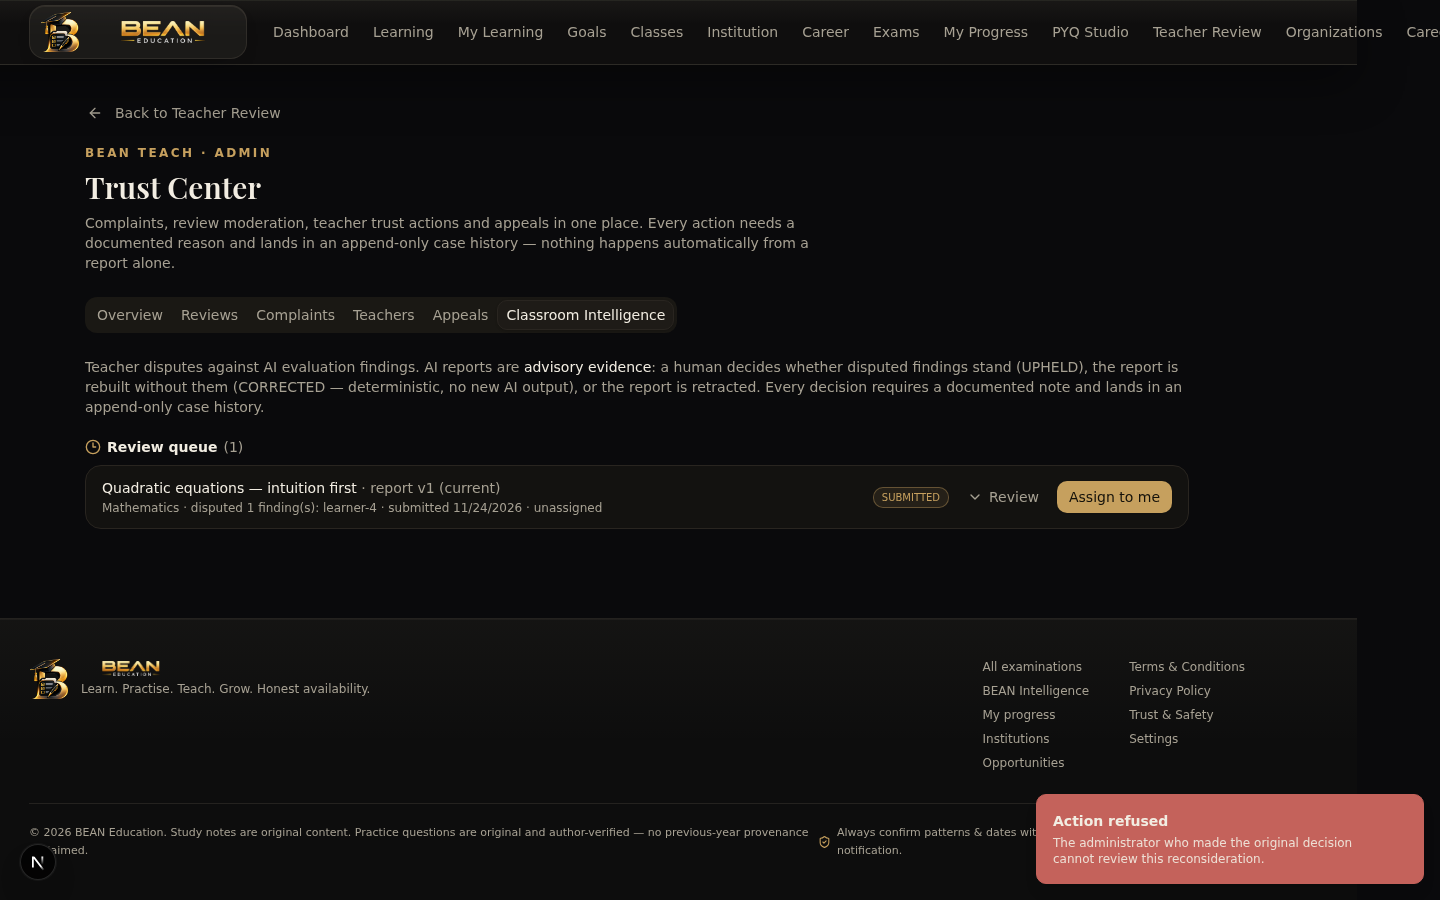 BEAN
EDUCATION
Dashboard Learning My Learning Goals Classes Institution Career Exams My Progress PYQ Studio Teacher Review Organizations
Back to Teacher Review
BEAN TEACH · ADMIN
Trust Center
Complaints, review moderation, teacher trust actions and appeals in one place. Every action needs a
documented reason and lands in an append-only case history — nothing happens automatically from a
report alone.
Overview Reviews Complaints Teachers Appeals Classroom Intelligence
Teacher disputes against AI evaluation findings. AI reports are advisory evidence: a human decides whether disputed findings stand (UPHELD), the report is
rebuilt without them (CORRECTED — deterministic, no new AI output), or the report is retracted. Every decision requires a documented note and lands in an
append-only case history.
Review queue (1)
Quadratic equations — intuition first · report v1 (current)
Mathematics · disputed 1 finding(s): learner-4 · submitted 11/24/2026 · unassigned
SUBMITTED
Review
Assign to me
BEAN
EDUCATION
Learn. Practise. Teach. Grow. Honest availability.
All examinations
BEAN Intelligence
My progress
Institutions
Opportunities
Terms & Conditions
Privacy Policy
Trust & Safety
Settings
© 2026 BEAN Education. Study notes are original content. Practice questions are original and author-verified — no previous-year provenance
Always confirm patterns & dates
notification.
N
Action refused
The administrator who made the original decision
cannot review this reconsideration.